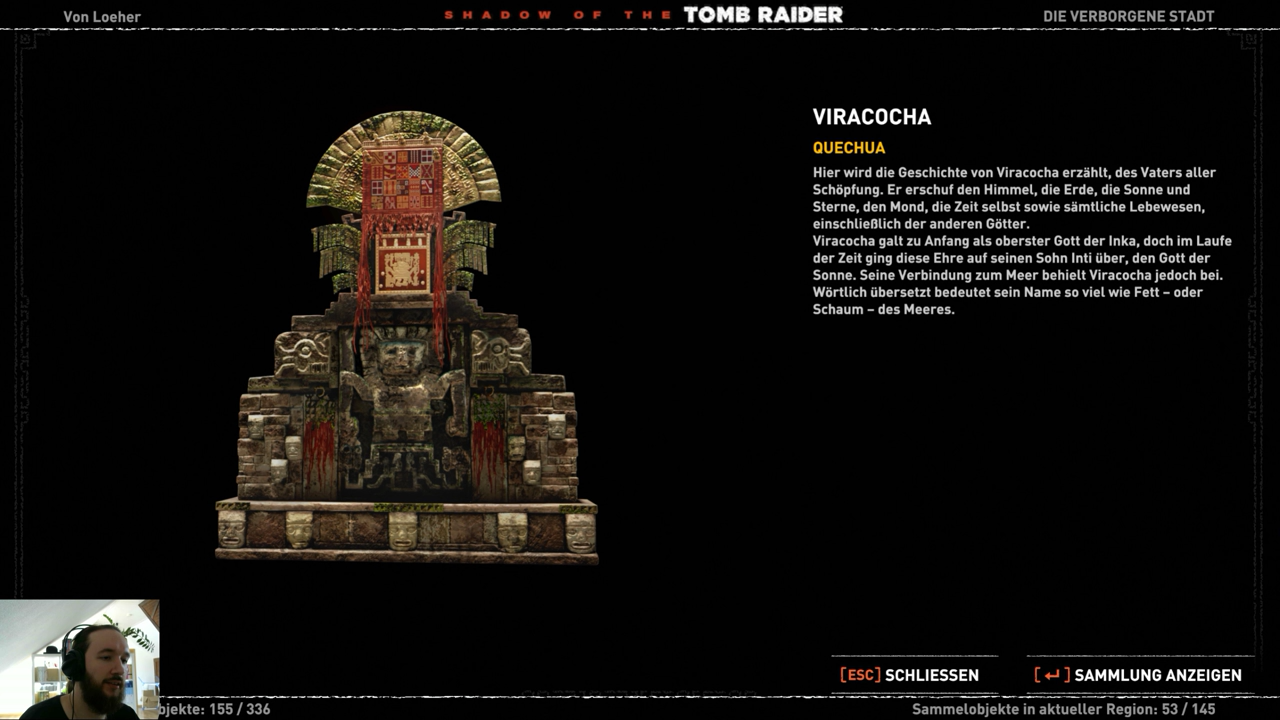 Von Loeher
SHADOW OF THE TOMB RAIDER
DIE VERBORGENE STADT
VIRACOCHA
QUECHUA
Hier wird die Geschichte von Viracocha erzählt, des Vaters aller
Schöpfung. Er erschuf den Himmel, die Erde, die Sonne und
Sterne, den Mond, die Zeit selbst sowie sämtliche Lebewesen,
einschließlich der anderen Götter.
Viracocha galt zu Anfang als oberster Gott der Inka, doch im Laufe
der Zeit ging diese Ehre auf seinen Sohn Inti über, den Gott der
Sonne. Seine Verbindung zum Meer behielt Viracocha jedoch bei.
Wörtlich übersetzt bedeutet sein Name so viel wie Fett – oder
Schaum – des Meeres.
[ESC] SCHLIESSEN
[↵] SAMMLUNG ANZEIGEN
bjekte: 155 / 336
Sammelobjekte in aktueller Region: 53 / 145